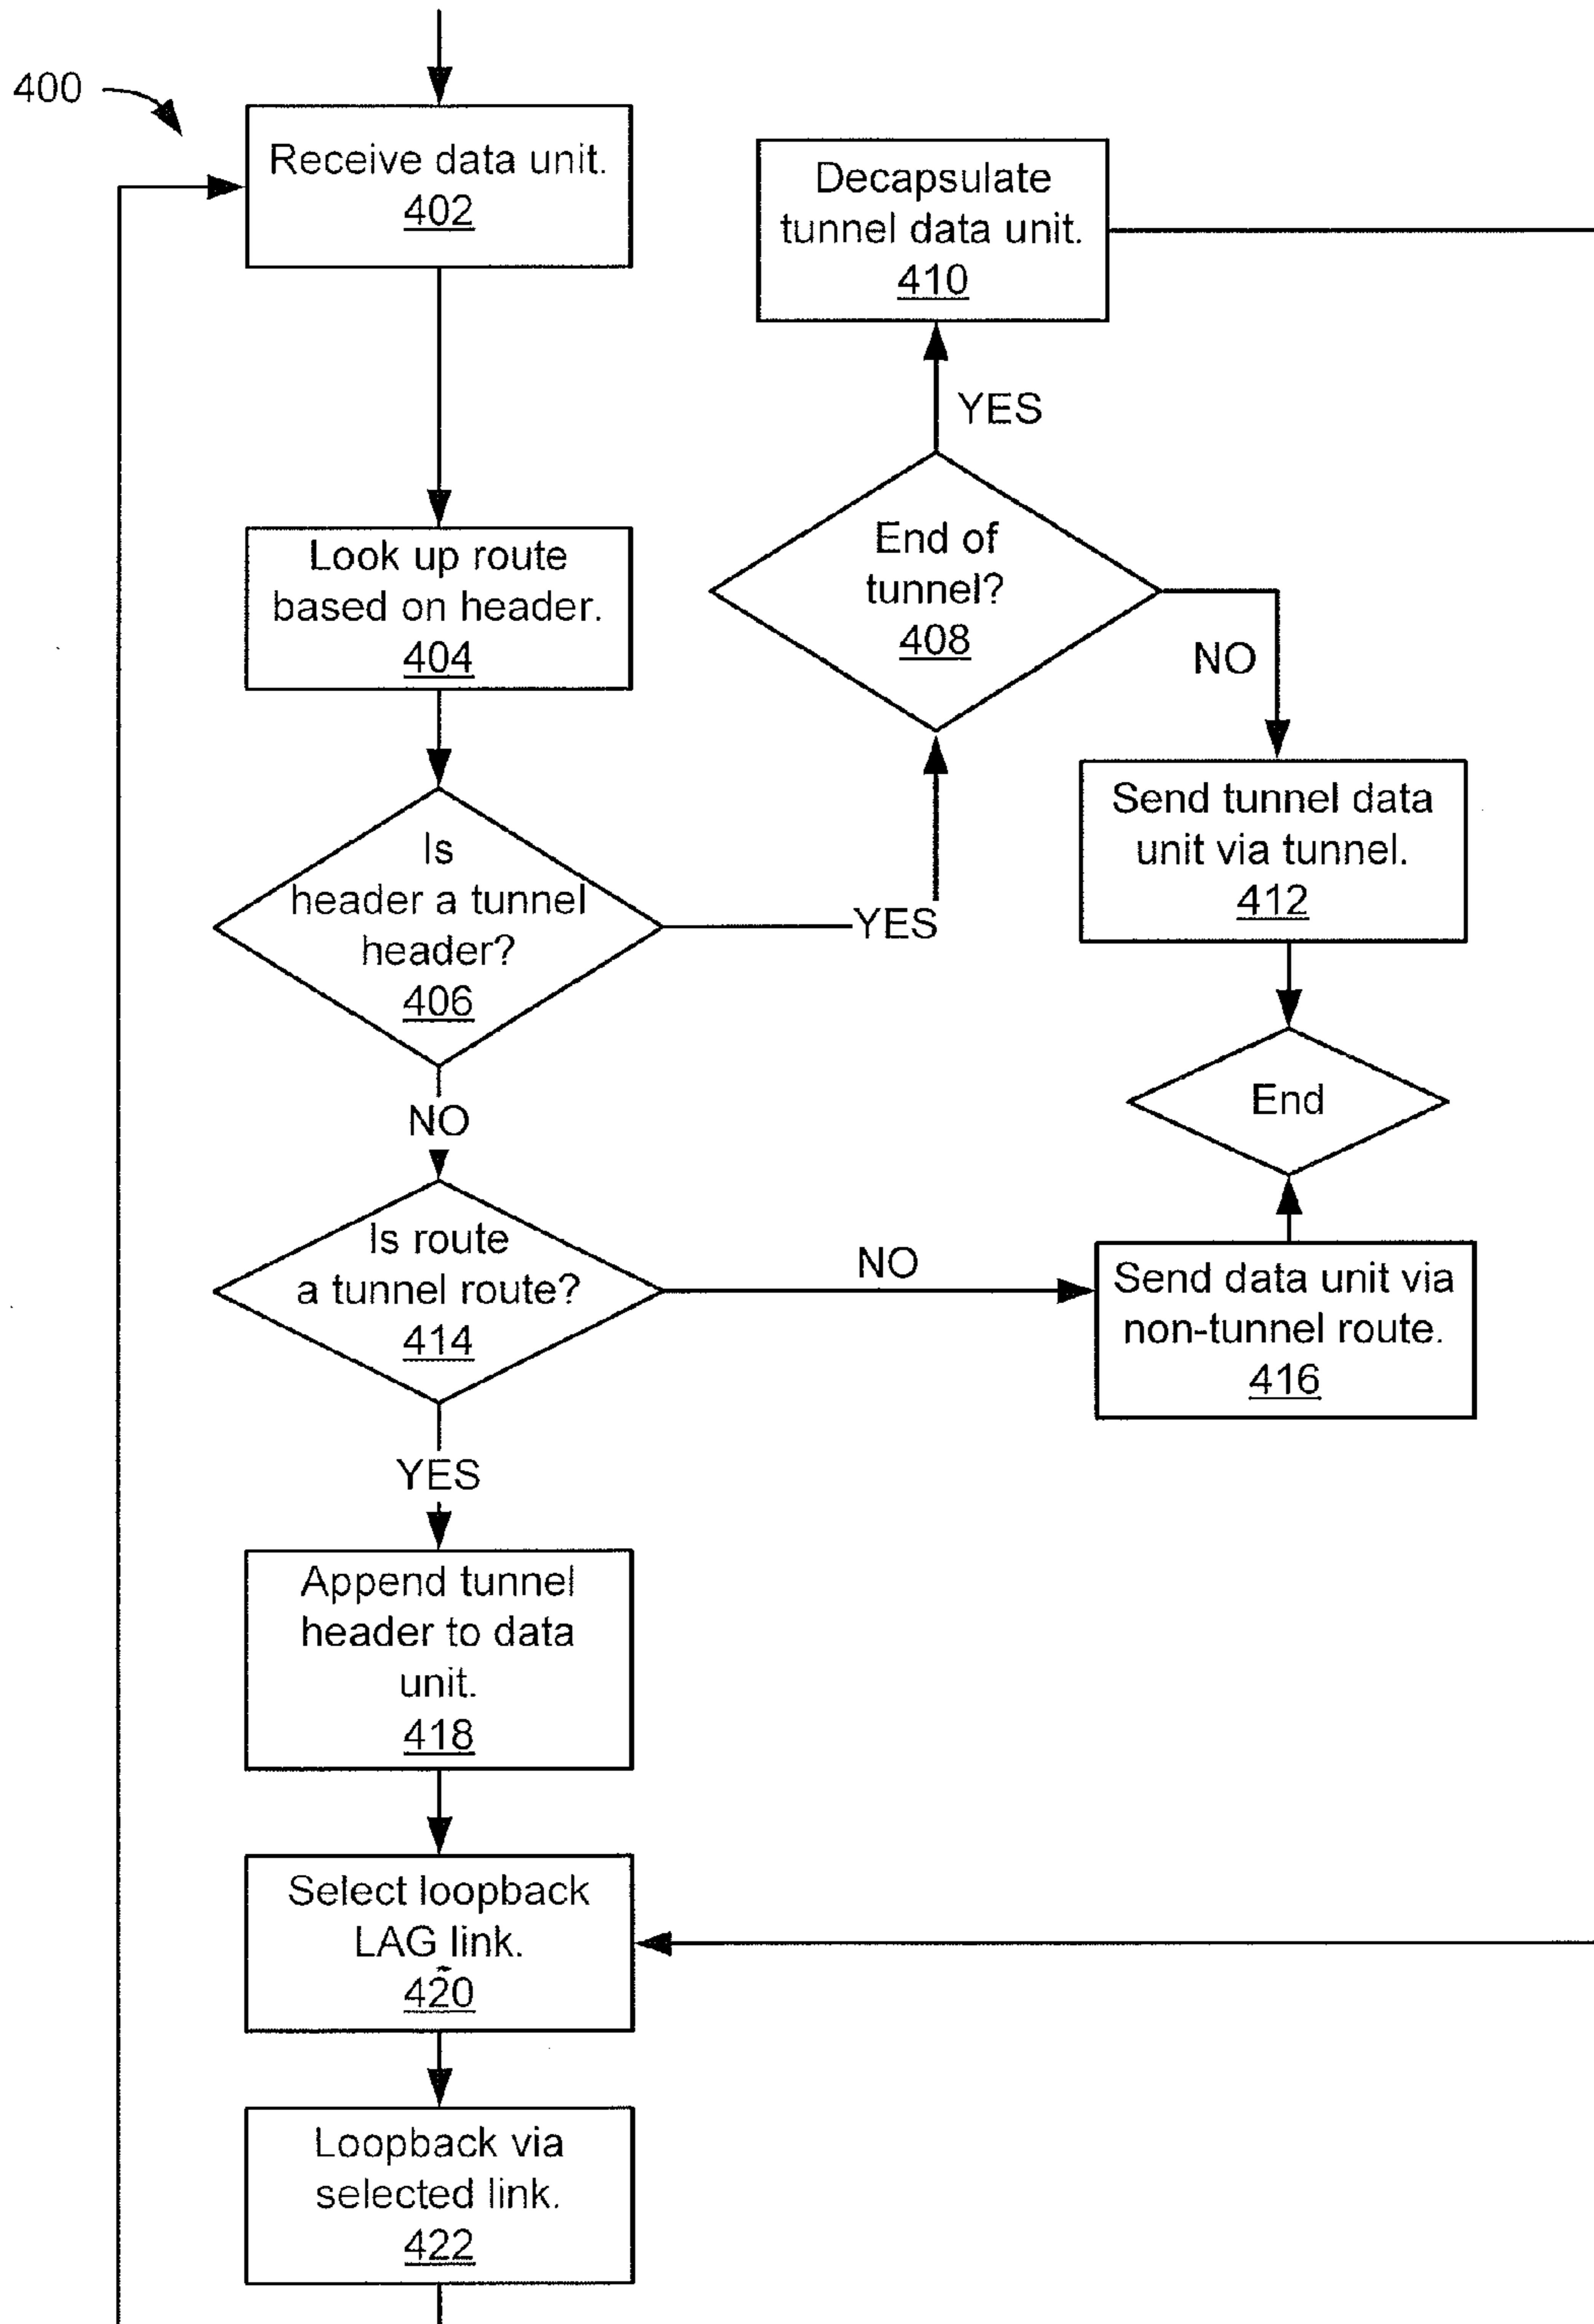 400
Receive data unit.
402
Decapsulate
tunnel data unit.
410
YES
Look up route
based on header.
404
End of
tunnel?
408
NO
Is
header a tunnel
header?
406
YES
Send tunnel data
unit via tunnel.
412
End
NO
Is route
a tunnel route?
414
NO
Send data unit via
non-tunnel route.
416
YES
Append tunnel
header to data
unit.
418
Select loopback
LAG link.
420
Loopback via
selected link.
422